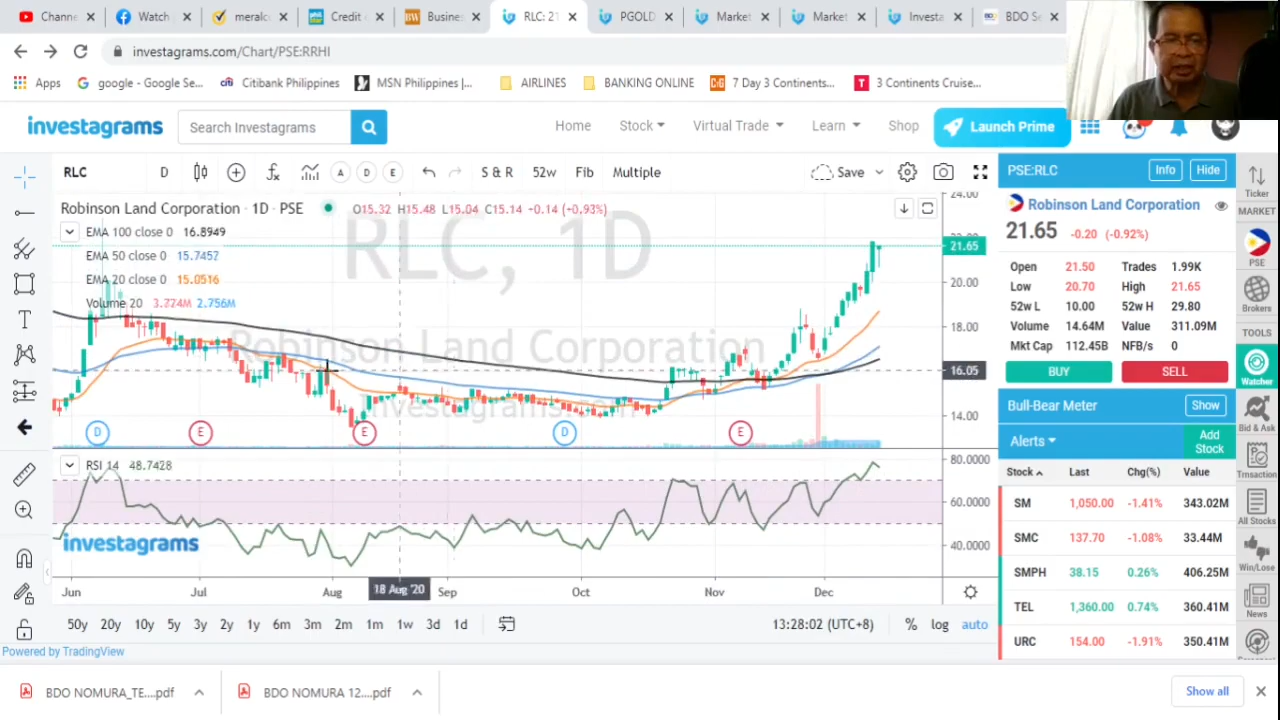 Channe
Watch
meralc
Credit c
Busine:
RLC: 21
PGOLD
Market
Market
Investa
BDO Se
investagrams.com/Chart/PSE:RRHI
Apps
google - Google Se...
Citibank Philippines
MSN Philippines |...
AIRLINES
BANKING ONLINE
7 Day 3 Continents...
3 Continents Cruise...
investagrams
Search Investagrams
Home
Stock
Virtual Trade
Learn
Shop
Launch Prime
RLC
D
A
D
E
S & R
52w
Fib
Multiple
Save
Robinson Land Corporation · 1D · PSE
O15.32 H15.48 L15.04 C15.14 -0.14 (+0.93%)
EMA 100 close 0 16.8949
EMA 50 close 0 15.7457
EMA 20 close 0 15.0516
Volume 20 3.274M 2.756M
RLC, 1D
Robinson Land Corporation
Investagrams.com
24.00
21.65
20.00
18.00
16.05
14.00
D
E
E
D
E
RSI 14 48.7428
investagrams
80.0000
60.0000
40.0000
Jun
Jul
Aug
18 Aug '20
Sep
Oct
Nov
Dec
50y
20y
10y
5y
3y
2y
1y
6m
3m
2m
1m
1w
3d
1d
13:28:02 (UTC+8)
%
log
auto
Powered by TradingView
PSE:RLC
Info
Hide
Robinson Land Corporation
21.65 -0.20 (-0.92%)
Open 21.50 Trades 1.99K
Low 20.70 High 21.65
52w L 10.00 52w H 29.80
Volume 14.64M Value 311.09M
Mkt Cap 112.45B NFB/s 0
BUY
SELL
Bull-Bear Meter
Show
Alerts
Add Stock
Stock Last Chg(%) Value
SM 1,050.00 -1.41% 343.02M
SMC 137.70 -1.08% 33.44M
SMPH 38.15 0.26% 406.25M
TEL 1,360.00 0.74% 360.41M
URC 154.00 -1.91% 350.41M
Ticker
MARKET
PSE
Brokers
TOOLS
Watcher
Bid & Ask
Trnsaction
All Stocks
Win/Lose
News
BDO NOMURA_TE....pdf
BDO NOMURA 12....pdf
Show all